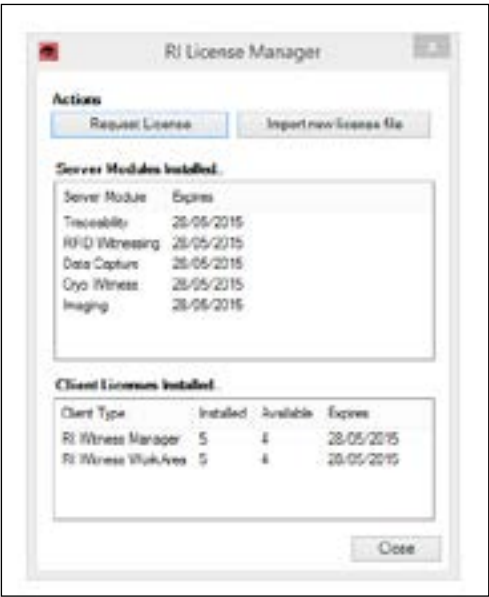 RI License Manager
Actions
Request License Import new license file
Server Modules Installed..
Server Module Expires
Traceability 28/05/2015
RFID Witnessing 28/05/2015
Data Capture 28/05/2015
Cryo Witness 28/05/2015
Imaging 28/05/2015
Client Licenses Installed..
Client Type Installed Available Expires
RI Witness Manager 5 4 28/05/2015
RI Witness WorkArea 5 4 28/05/2015
Close